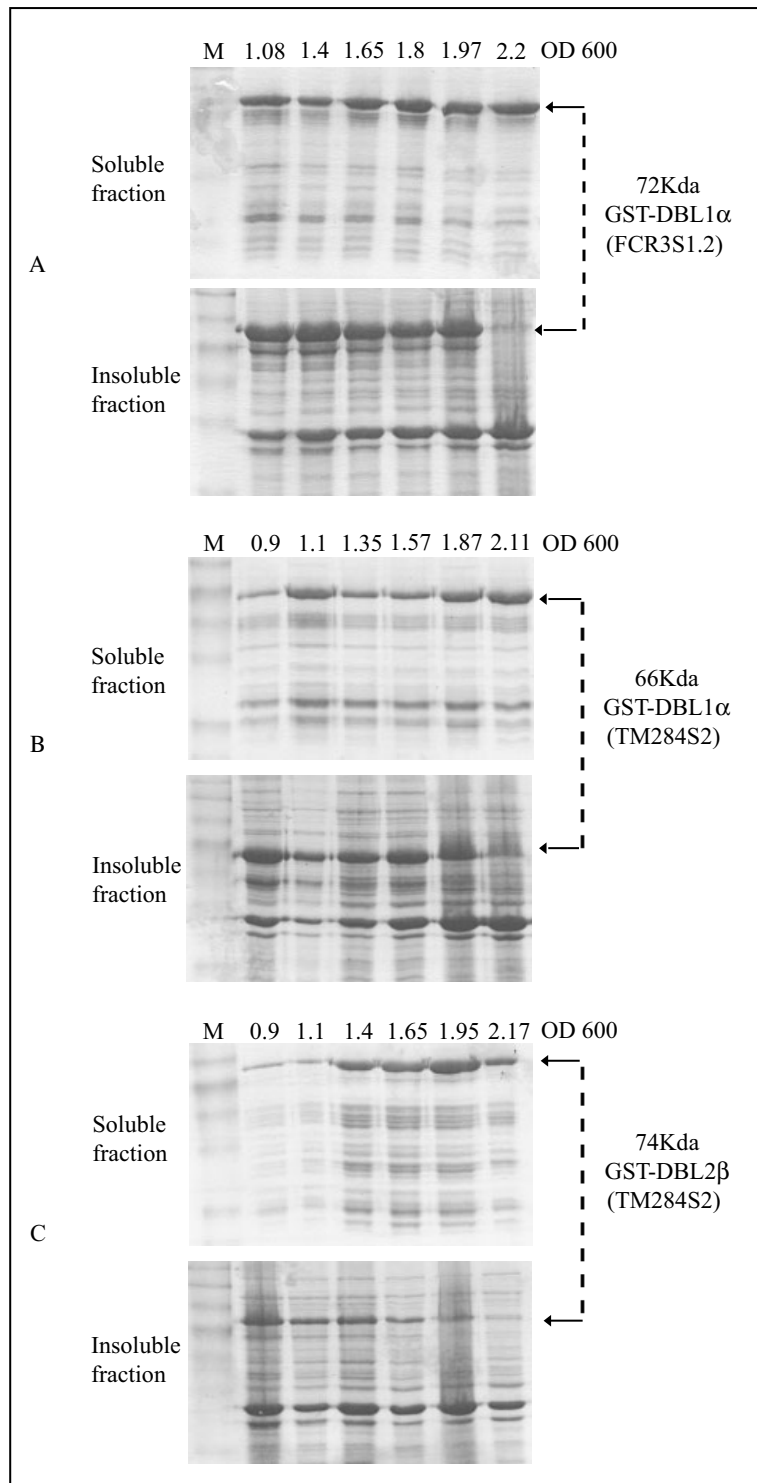 M 1.08 1.4 1.65 1.8 1.97 2.2 OD 600
Soluble
fraction
72Kda
GST-DBL1α
(FCR3S1.2)
A
Insoluble
fraction
M 0.9 1.1 1.35 1.57 1.87 2.11 OD 600
Soluble
fraction
66Kda
GST-DBL1α
(TM284S2)
B
Insoluble
fraction
M 0.9 1.1 1.4 1.65 1.95 2.17 OD 600
Soluble
fraction
74Kda
GST-DBL2β
(TM284S2)
C
Insoluble
fraction